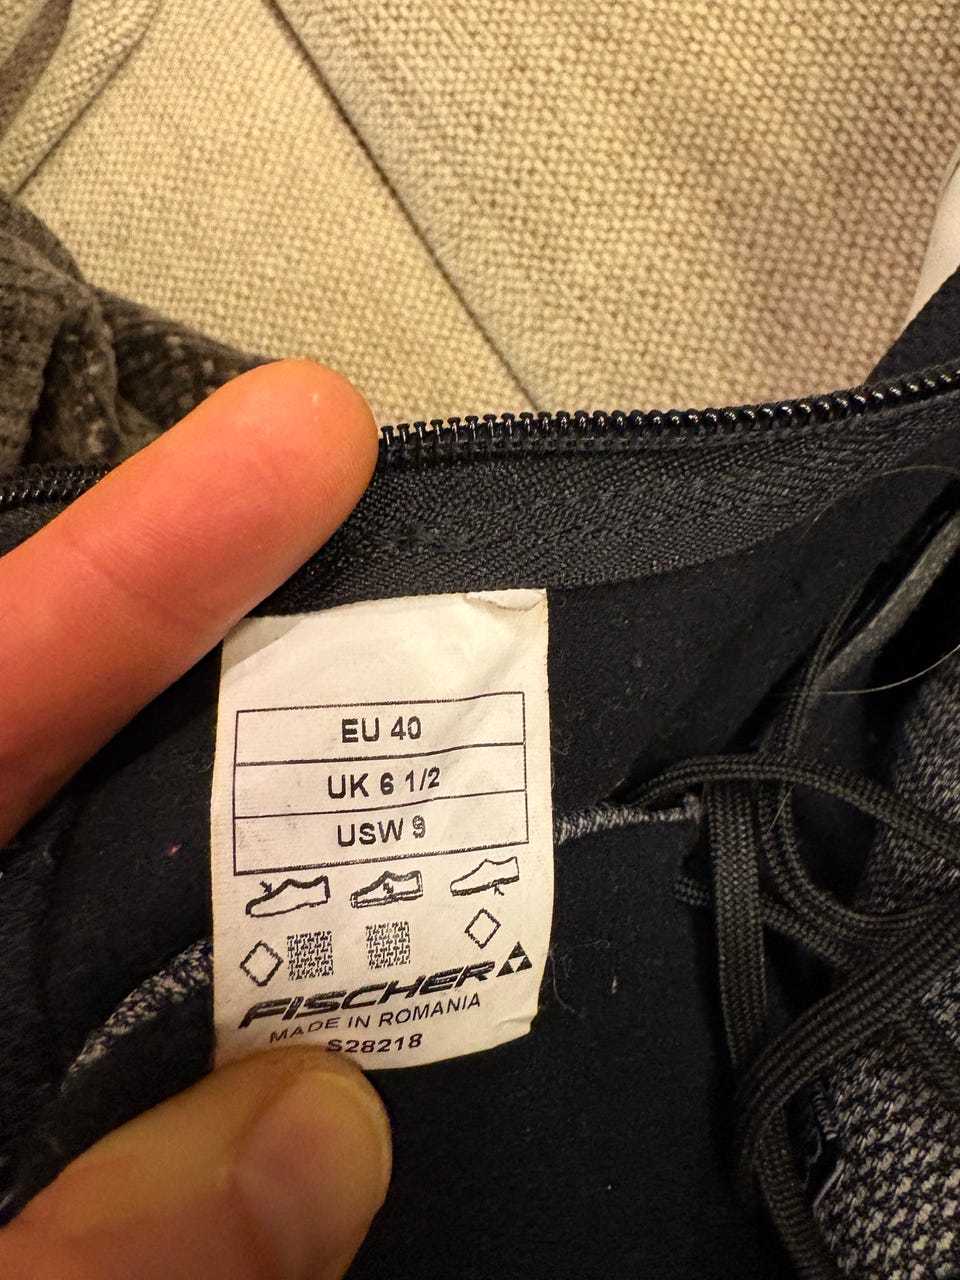 EU 40
UK 6 1/2
USW 9
FISCHER
MADE IN ROMANIA
S28218